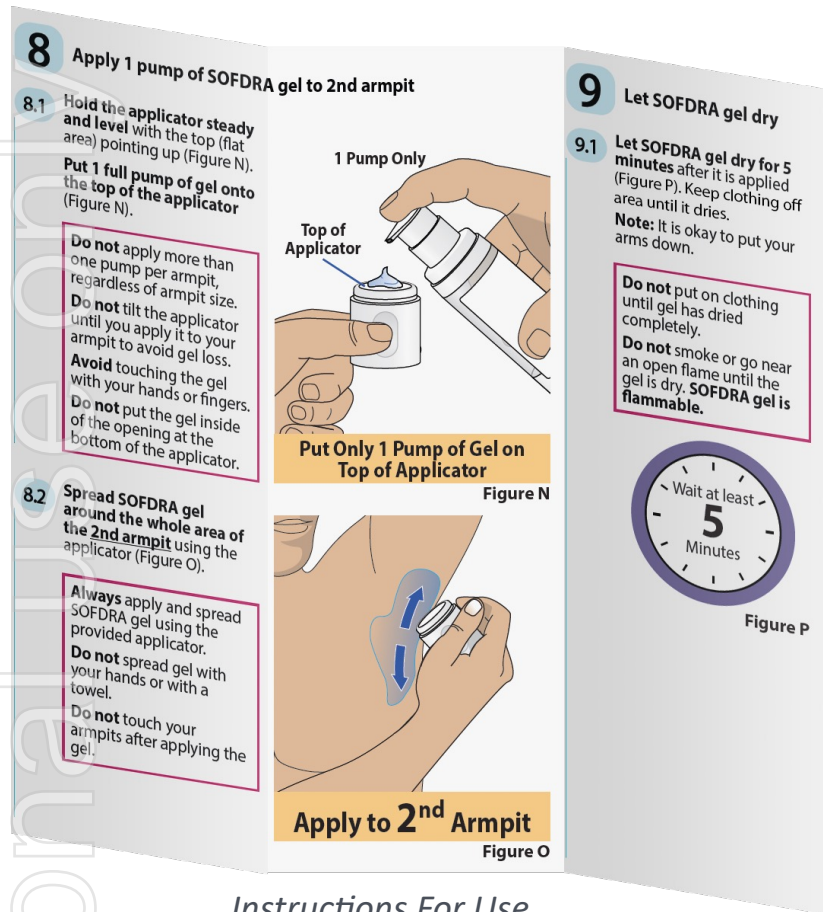 8 Apply 1 pump of SOFDRA gel to 2nd armpit
8.1 Hold the applicator steady
and level with the top (flat
area) pointing up (Figure N).
Put 1 full pump of gel onto
the top of the applicator
(Figure N).
Do not apply more than
one pump per armpit,
regardless of armpit size.
Do not tilt the applicator
until you apply it to your
armpit to avoid gel loss.
Avoid touching the gel
with your hands or fingers.
Do not put the gel inside
of the opening at the
bottom of the applicator.
8.2 Spread SOFDRA gel
around the whole area of
the 2nd armpit using the
applicator (Figure O).
Always apply and spread
SOFDRA gel using the
provided applicator.
Do not spread gel with
your hands or with a
towel.
Do not touch your
armpits after applying the
gel.
1 Pump Only
Top of
Applicator
Put Only 1 Pump of Gel on
Top of Applicator
Figure N
Apply to 2nd Armpit
Figure O
9 Let SOFDRA gel dry
9.1 Let SOFDRA gel dry for 5
minutes after it is applied
(Figure P). Keep clothing off
area until it dries.
Note: It is okay to put your
arms down.
Do not put on clothing
until gel has dried
completely.
Do not smoke or go near
an open flame until the
gel is dry. SOFDRA gel is
flammable.
Wait at least
5
Minutes
Figure P
Instructions For Use
onal use only